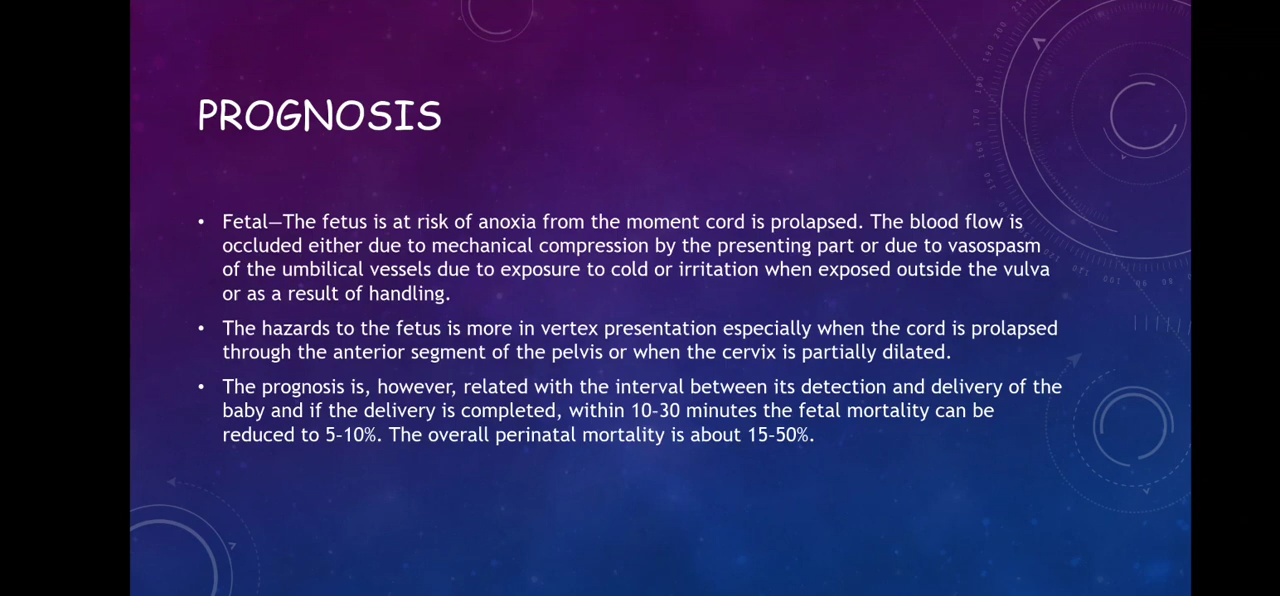 PROGNOSIS
• Fetal—The fetus is at risk of anoxia from the moment cord is prolapsed. The blood flow is
occluded either due to mechanical compression by the presenting part or due to vasospasm
of the umbilical vessels due to exposure to cold or irritation when exposed outside the vulva
or as a result of handling.
• The hazards to the fetus is more in vertex presentation especially when the cord is prolapsed
through the anterior segment of the pelvis or when the cervix is partially dilated.
• The prognosis is, however, related with the interval between its detection and delivery of the
baby and if the delivery is completed, within 10-30 minutes the fetal mortality can be
reduced to 5-10%. The overall perinatal mortality is about 15-50%.